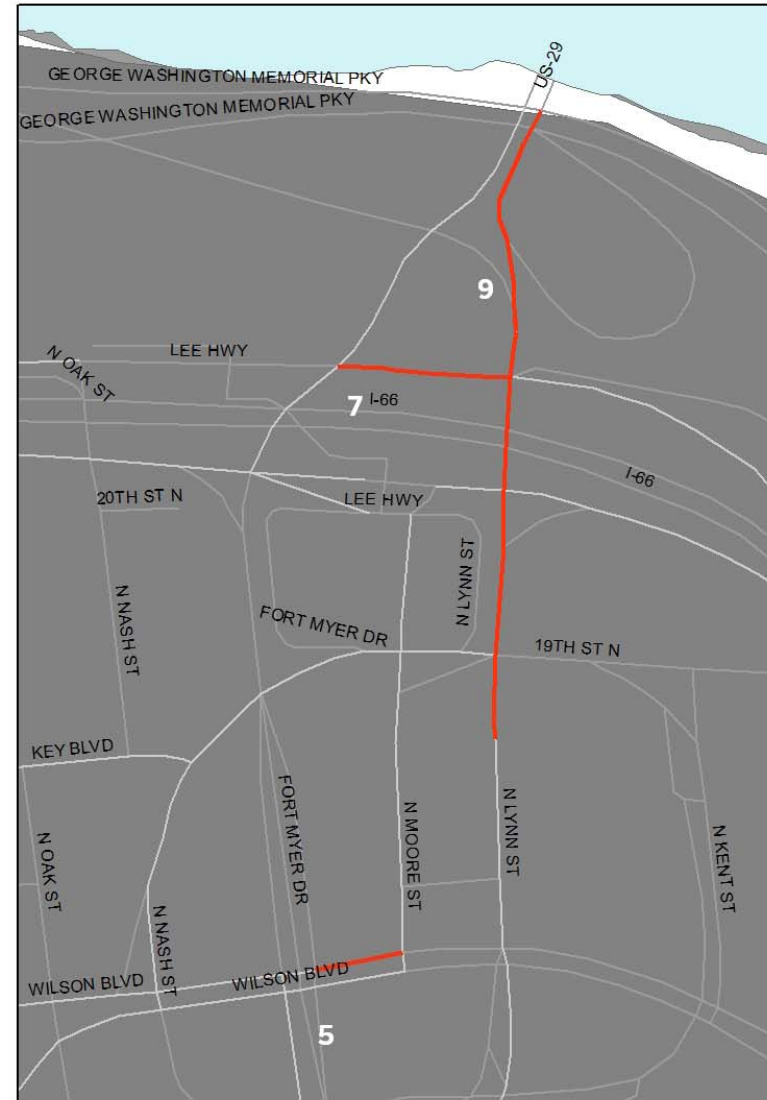 US-29
GEORGE WASHINGTON MEMORIAL PKY
GEORGE WASHINGTON MEMORIAL PKY
9
LEE HWY
N OAK ST
7
I-66
I-66
20TH ST N
LEE HWY
N LYNN ST
N NASH ST
FORT MYER DR
19TH ST N
KEY BLVD
FORT MYER DR
N MOORE ST
N LYNN ST
N KENT ST
N OAK ST
N NASH ST
WILSON BLVD
WILSON BLVD
5